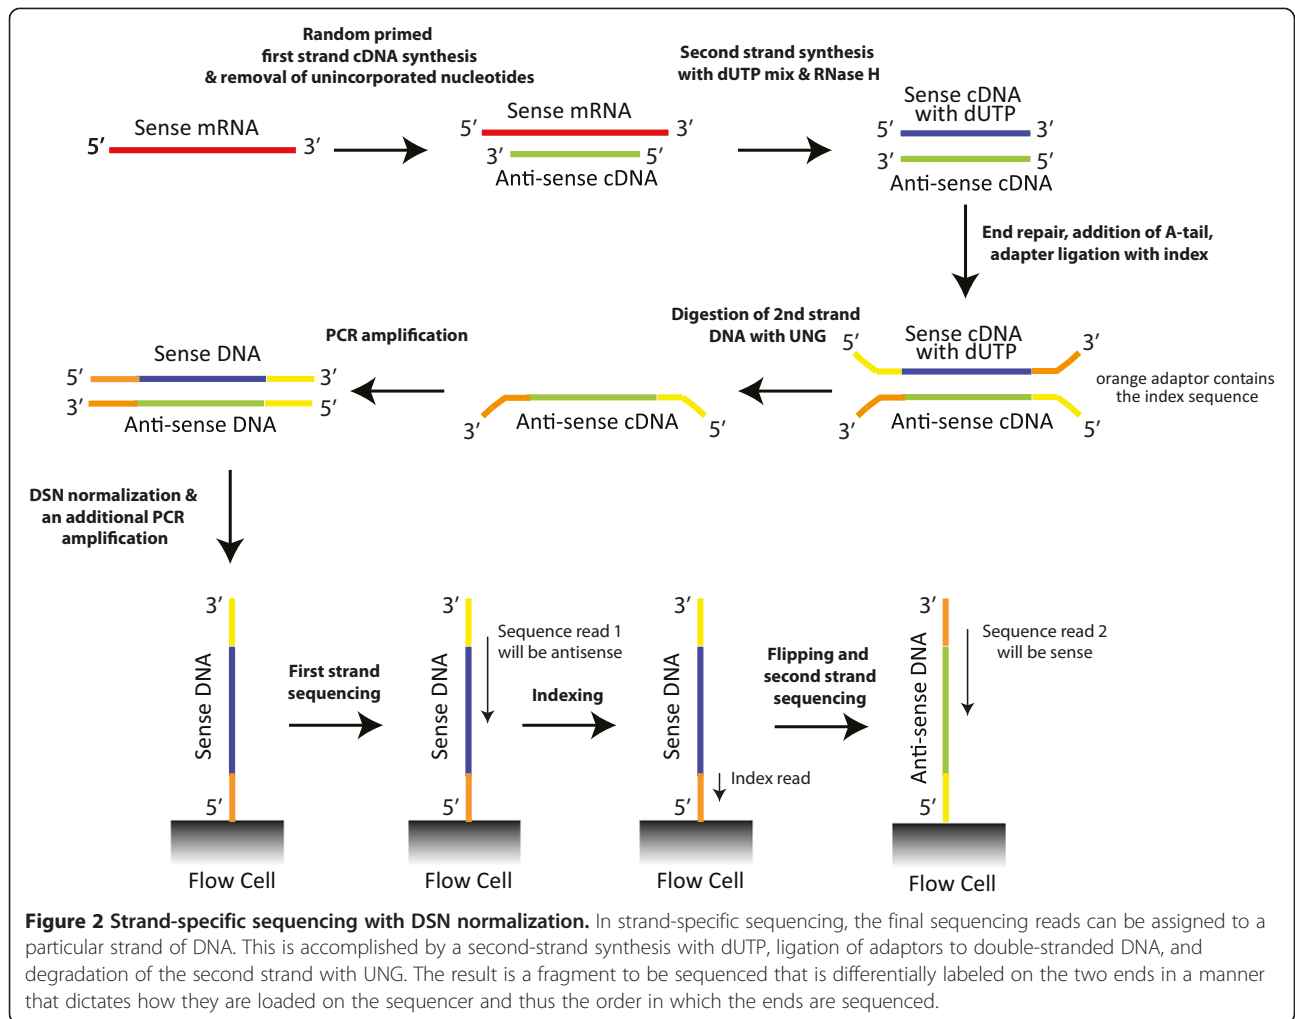 Random primed
first strand cDNA synthesis
& removal of unincorporated nucleotides
Second strand synthesis
with dUTP mix & RNase H
Sense mRNA
5′ 3′
Sense mRNA
5′ 3′
3′ 5′
Anti-sense cDNA
Sense cDNA
with dUTP
5′ 3′
3′ 5′
Anti-sense cDNA
End repair, addition of A-tail,
adapter ligation with index
Sense cDNA
with dUTP
5′ 3′
orange adaptor contains
the index sequence
Anti-sense cDNA
3′ 5′
Digestion of 2nd strand
DNA with UNG
Anti-sense cDNA
3′ 5′
PCR amplification
Sense DNA
5′ 3′
3′ 5′
Anti-sense DNA
DSN normalization &
an additional PCR
amplification
3′
Sense DNA
5′
Flow Cell
First strand
sequencing
3′
Sense DNA
Sequence read 1
will be antisense
5′
Flow Cell
Indexing
3′
Sense DNA
Index read
5′
Flow Cell
Flipping and
second strand
sequencing
3′
Anti-sense DNA
Sequence read 2
will be sense
5′
Flow Cell
Figure 2 Strand-specific sequencing with DSN normalization. In strand-specific sequencing, the final sequencing reads can be assigned to a
particular strand of DNA. This is accomplished by a second-strand synthesis with dUTP, ligation of adaptors to double-stranded DNA, and
degradation of the second strand with UNG. The result is a fragment to be sequenced that is differentially labeled on the two ends in a manner
that dictates how they are loaded on the sequencer and thus the order in which the ends are sequenced.